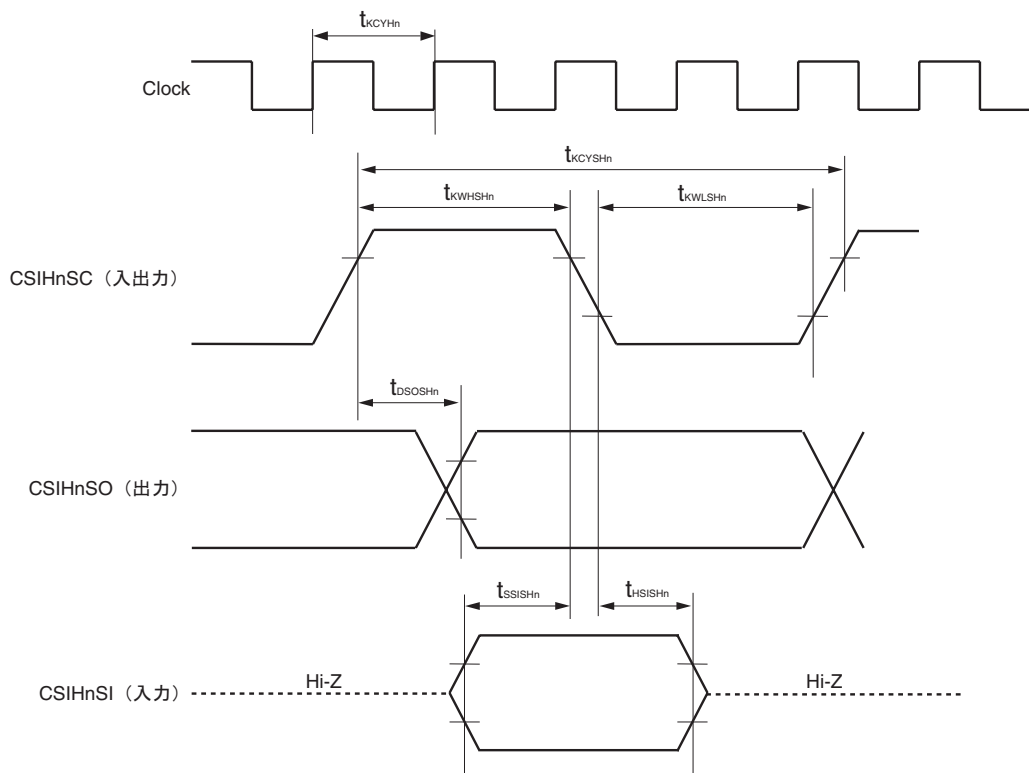 tKCYHn
Clock
tKCYSHn
tKWHSHn
tKWLSHn
CSIHnSC（入出力）
tDSOSHn
CSIHnSO（出力）
tSSISHn
tHSISHn
CSIHnSI（入力）
Hi-Z
Hi-Z